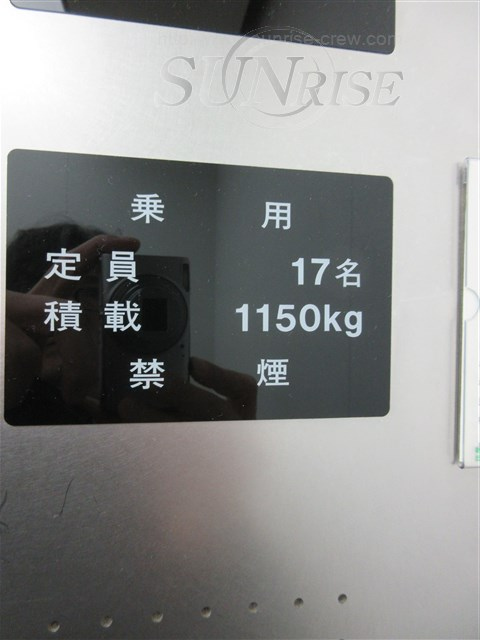 sunrise-crew.com
SUNRISE
乗 用
定 員 17名
積 載 1150kg
禁 煙